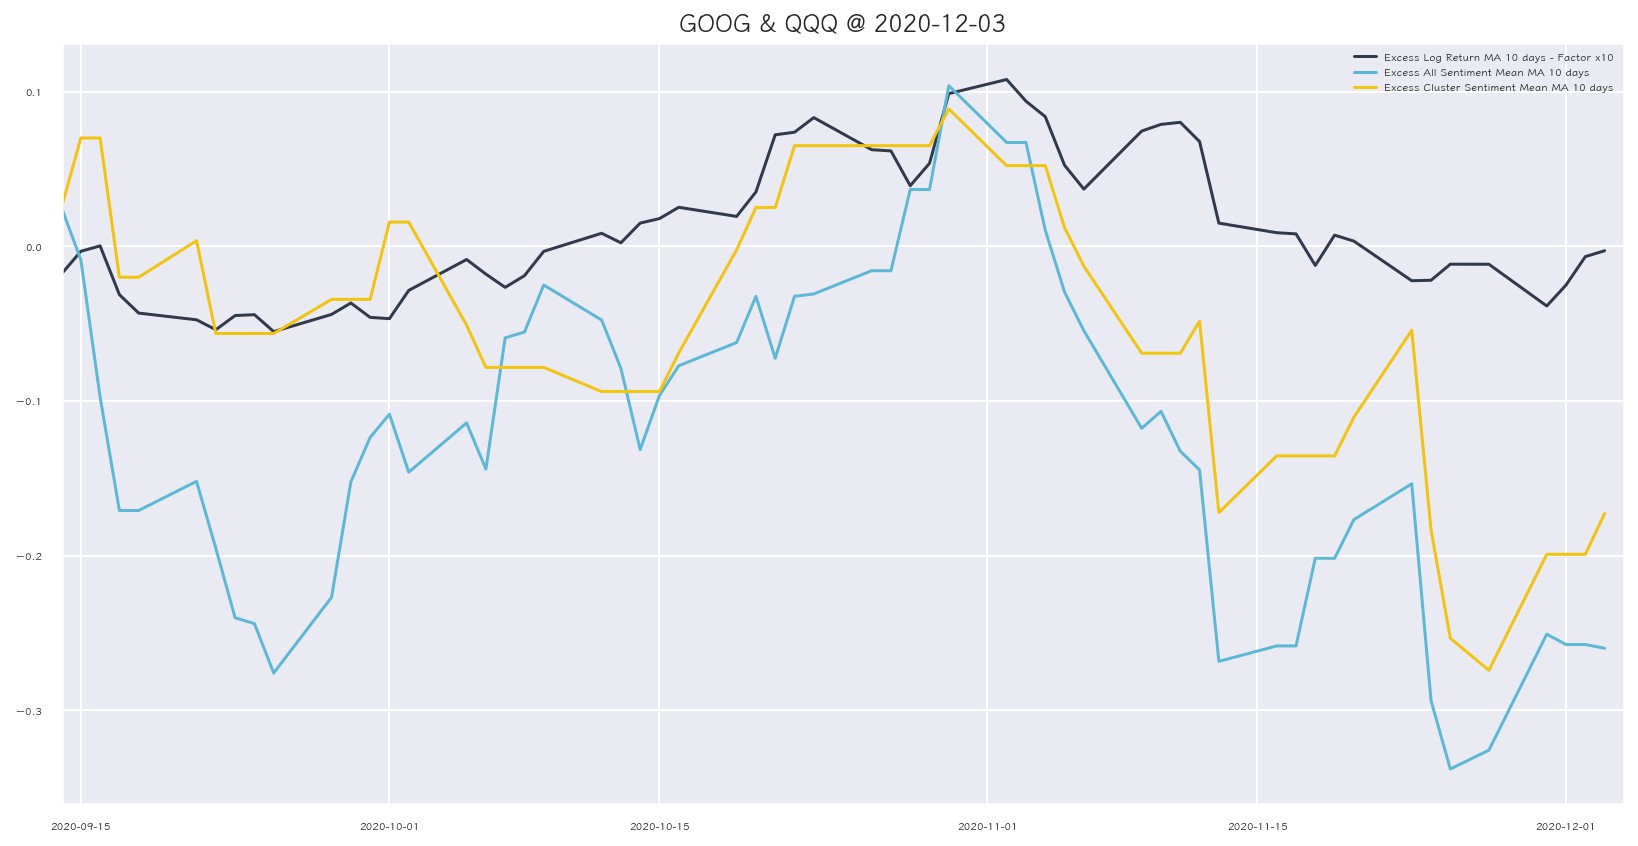 GOOG & QQQ @ 2020-12-03
Excess Log Return MA 10 days - Factor x10
Excess All Sentiment Mean MA 10 days
Excess Cluster Sentiment Mean MA 10 days
0.1
0.0
−0.1
−0.2
−0.3
2020-09-15
2020-10-01
2020-10-15
2020-11-01
2020-11-15
2020-12-01